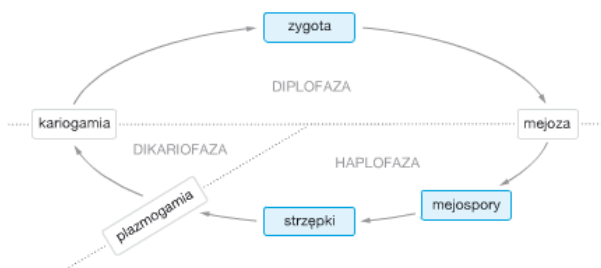 zygota
DIPLOFAZA
kariogamia
mejoza
DIKARIOFAZA
HAPLOFAZA
plazmogamia
strzępki
mejospory